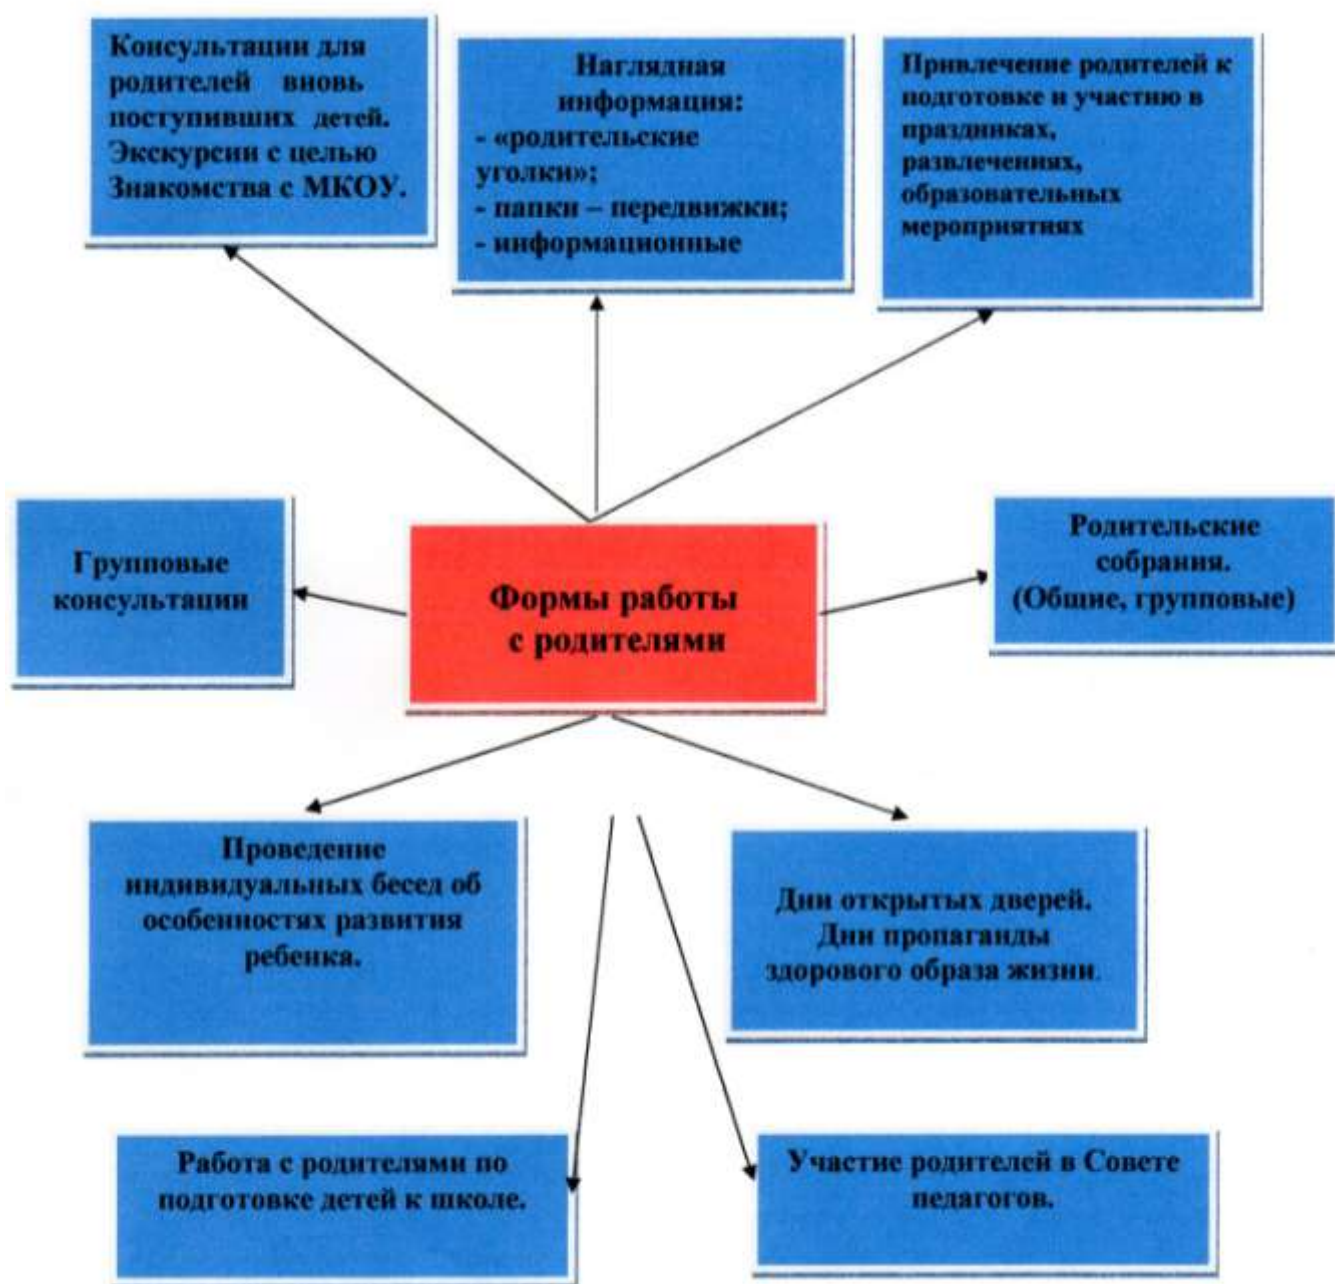 Консультации для
родителей вновь
поступивших детей.
Экскурсии с целью
Знакомства с МКОУ.
Наглядная
информация:
- «родительские
уголки»;
- папки – передвижки;
- информационные
Привлечение родителей к
подготовке и участию в
праздниках,
развлечениях,
образовательных
мероприятиях
Групповые
консультации
Формы работы
с родителями
Родительские
собрания.
(Общие, групповые)
Проведение
индивидуальных бесед об
особенностях развития
ребенка.
Дни открытых дверей.
Дни пропаганды
здорового образа жизни.
Работа с родителями по
подготовке детей к школе.
Участие родителей в Совете
педагогов.